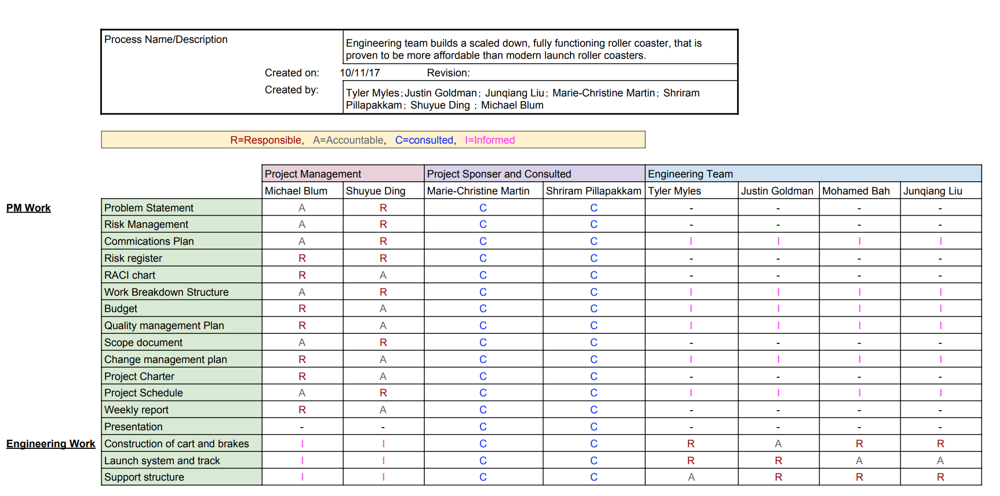 Process Name/Description
Engineering team builds a scaled down, fully functioning roller coaster, that is
proven to be more affordable than modern launch roller coasters.
Created on: 10/11/17 Revision:
Created by: Tyler Myles; Justin Goldman; Junqiang Liu; Marie-Christine Martin; Shriram
Pillapakkam; Shuyue Ding ; Michael Blum
R=Responsible, A=Accountable, C=consulted, I=Informed
Project Management Project Sponser and Consulted Engineering Team
Michael Blum Shuyue Ding Marie-Christine Martin Shriram Pillapakkam Tyler Myles Justin Goldman Mohamed Bah Junqiang Liu
PM Work Problem Statement A R C C - - - -
Risk Management A R C C - - - -
Commications Plan A R C C I I I I
Risk register R R C C - - - -
RACI chart R A C C - - - -
Work Breakdown Structure A R C C I I I I
Budget R A C C I I I I
Quality management Plan R A C C I I I I
Scope document A R C C - - - -
Change management plan R A C C I I I I
Project Charter R A C C - - - -
Project Schedule A R C C I I I I
Weekly report R A C C - - - -
Presentation - - C C - - - -
Engineering Work Construction of cart and brakes I I C C R A R R
Launch system and track I I C C R R A A
Support structure I I C C A R R R